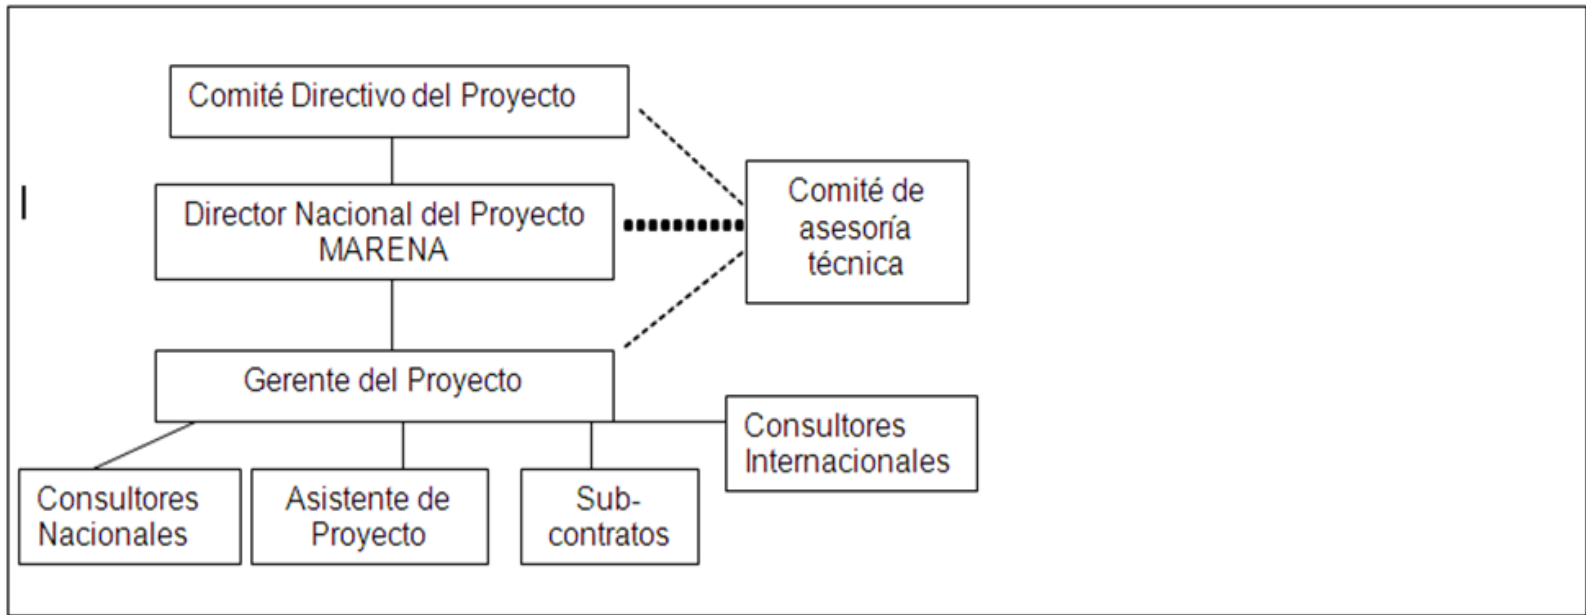 Comité Directivo del Proyecto
Director Nacional del Proyecto
MARENA
Comité de
asesoría
técnica
Gerente del Proyecto
Consultores
Internacionales
Consultores
Nacionales
Asistente de
Proyecto
Sub-
contratos